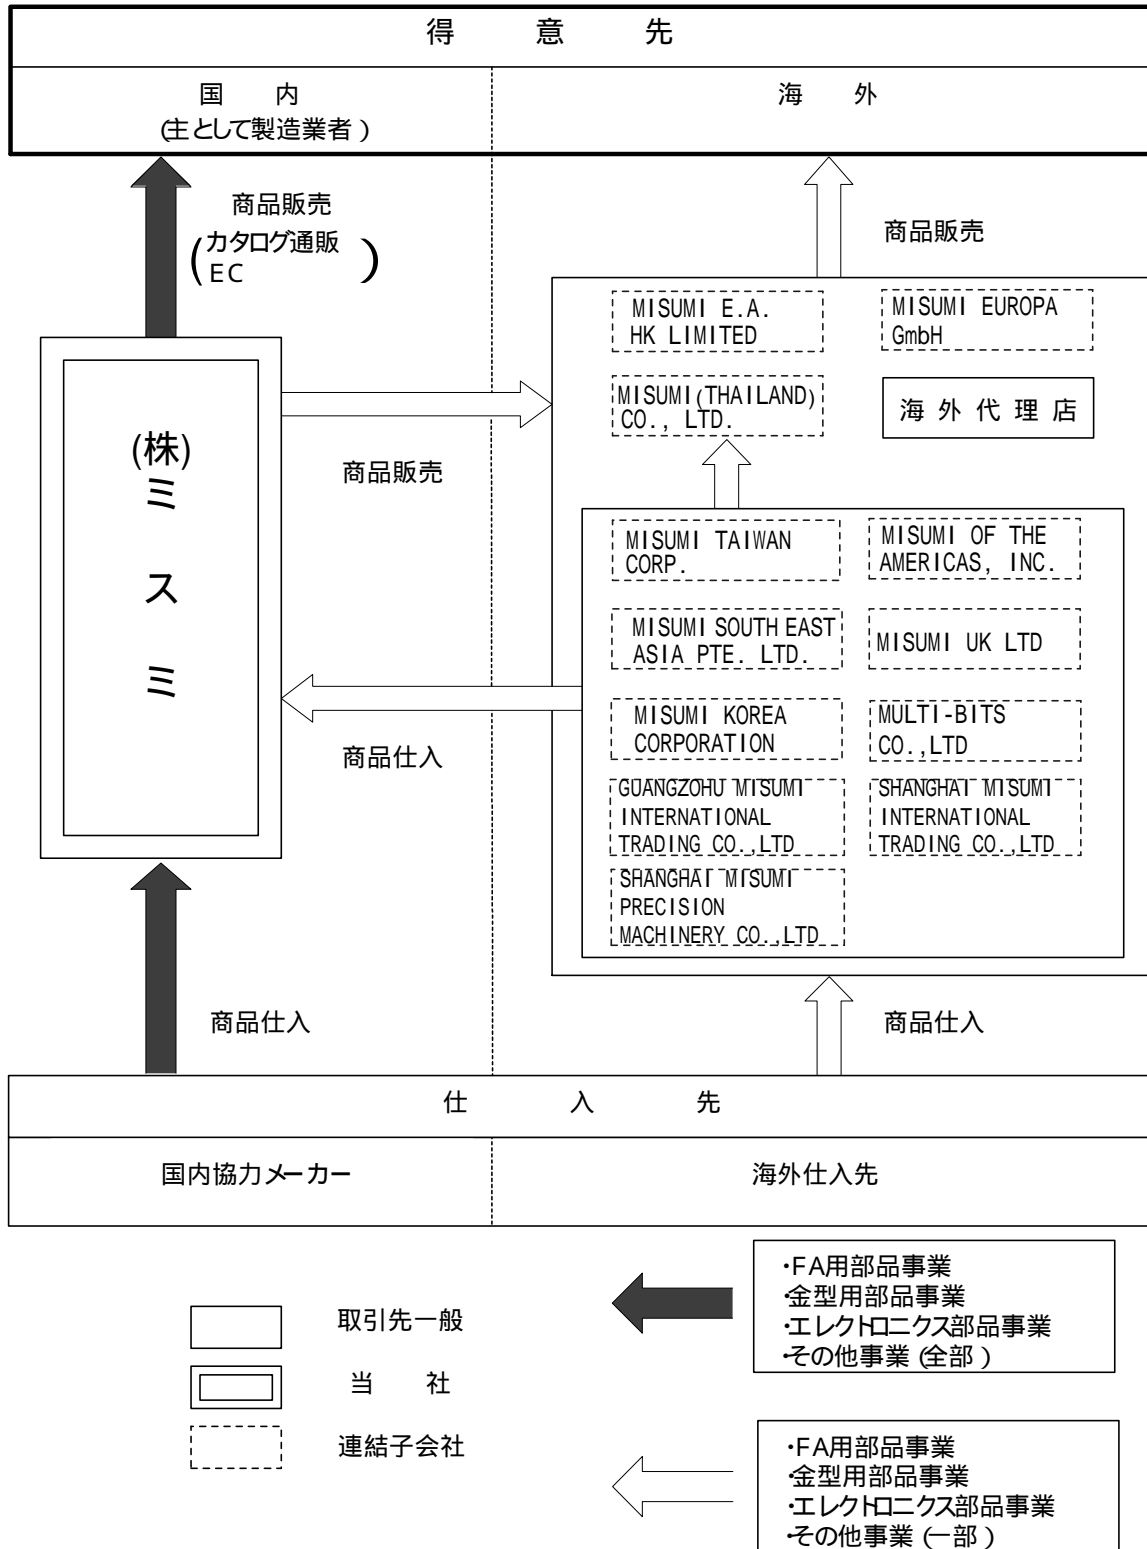 得意先
国内
(主として製造業者)
海外
商品販売
(カタログ通販
EC)
商品販売
MISUMI E.A.
HK LIMITED
MISUMI EUROPA
GmbH
MISUMI(THAILAND)
CO., LTD.
海外代理店
(株)
ミ
ス
ミ
商品販売
MISUMI TAIWAN
CORP.
MISUMI OF THE
AMERICAS, INC.
MISUMI SOUTH EAST
ASIA PTE. LTD.
MISUMI UK LTD
MISUMI KOREA
CORPORATION
MULTI-BITS
CO.,LTD
商品仕入
GUANGZOHU MISUMI
INTERNATIONAL
TRADING CO.,LTD
SHANGHAI MISUMI
INTERNATIONAL
TRADING CO.,LTD
SHANGHAI MISUMI
PRECISION
MACHINERY CO.,LTD
商品仕入
商品仕入
仕入先
国内協力メーカー
海外仕入先
取引先一般
当社
連結子会社
・FA用部品事業
・金型用部品事業
・エレクトロニクス部品事業
・その他事業(全部)
・FA用部品事業
・金型用部品事業
・エレクトロニクス部品事業
・その他事業(一部)